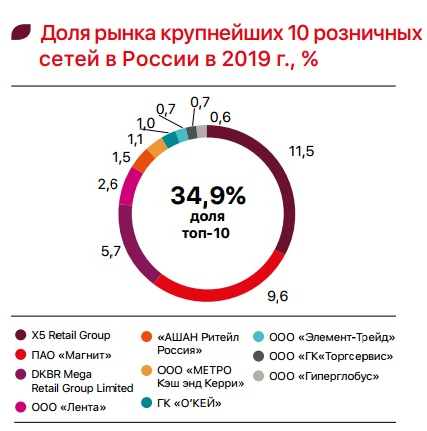 Доля рынка крупнейших 10 розничных
сетей в России в 2019 г., %
0,7
0,7
0,6
1,0
1,1
1,5
2,6
5,7
11,5
9,6
34,9%
доля
топ-10
X5 Retail Group
ПАО «Магнит»
DKBR Mega
Retail Group Limited
ООО «Лента»
«АШАН Ритейл
Россия»
ООО «МЕТРО
Кэш энд Керри»
ГК «О’КЕЙ»
ООО «Элемент-Трейд»
ООО «ГК«Торгсервис»
ООО «Гиперглобус»